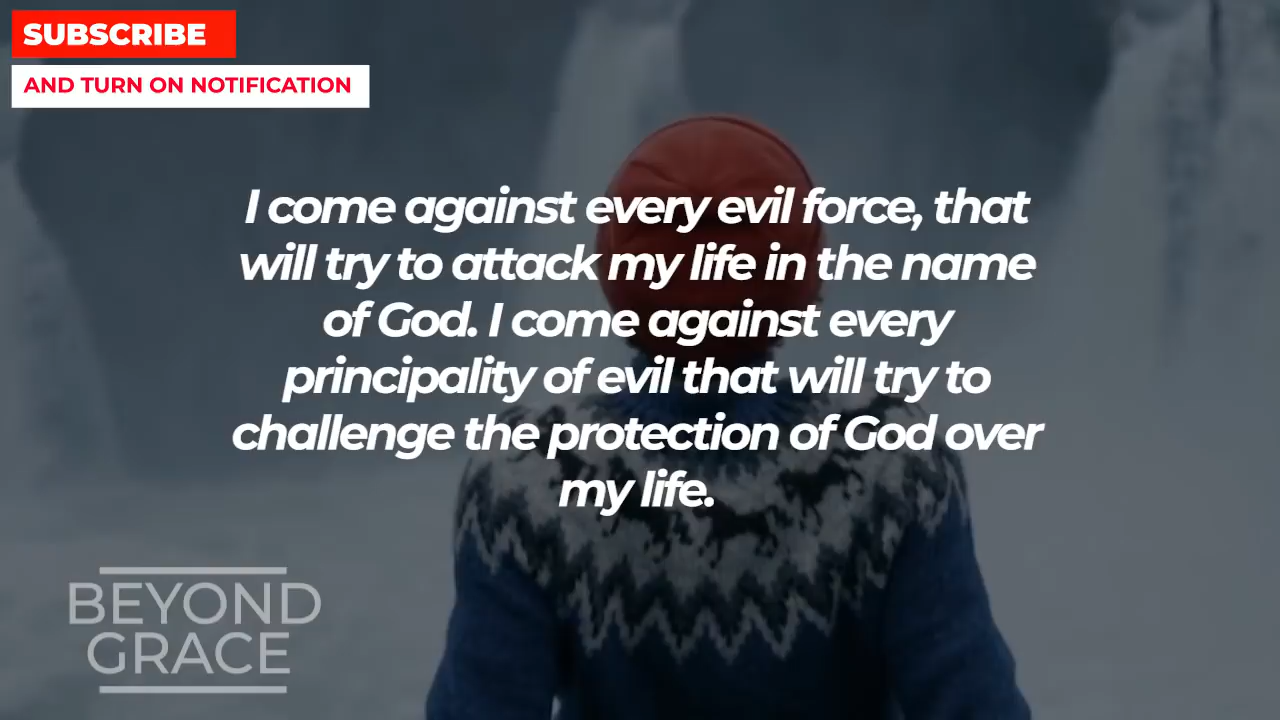 SUBSCRIBE
AND TURN ON NOTIFICATION
I come against every evil force, that
will try to attack my life in the name
of God. I come against every
principality of evil that will try to
challenge the protection of God over
my life.
BEYOND
GRACE